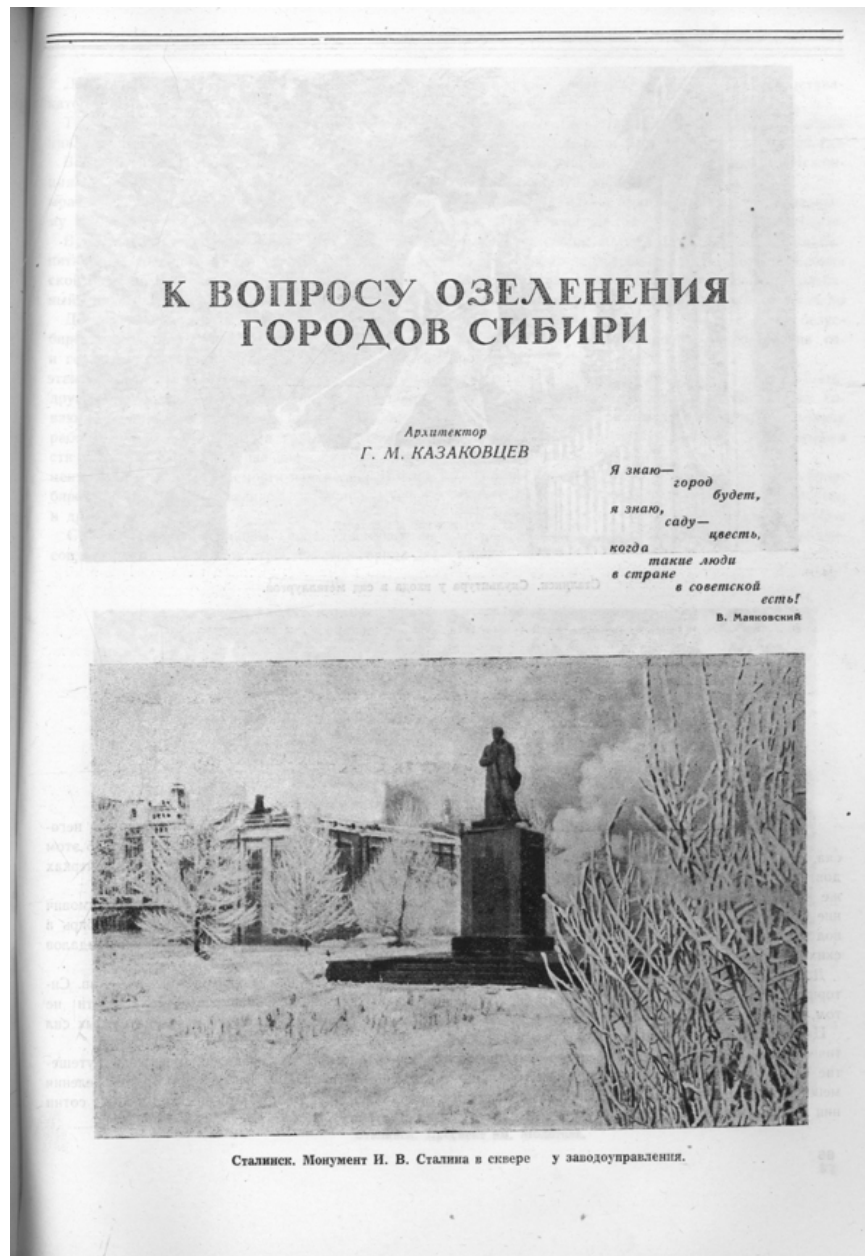 К ВОПРОСУ ОЗЕЛЕНЕНИЯ
ГОРОДОВ СИБИРИ
Архитектор
Г. М. КАЗАКОВЦЕВ
Я знаю—
город
будет,
я знаю,
саду—
цвесть,
когда
такие люди
в стране
в советской
есть!
В. Маяковский
Сталинск. Монумент И. В. Сталина в сквере у заводоуправления.